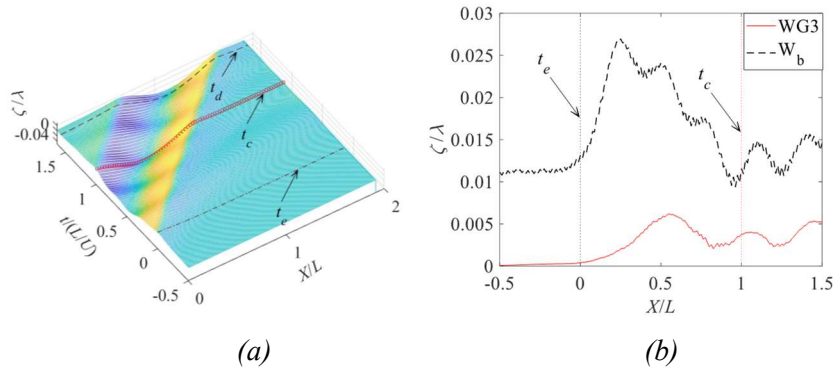 0
-0.04
ζ/λ
1.5
1
0.5
0
-0.5
t/(L/U)
0
1
2
X/L
t_d
t_c
t_e
(a)
(b)
0.03
0.025
0.02
0.015
0.01
0.005
0
ζ/λ
-0.5
0
0.5
1
1.5
X/L
t_e
t_c
WG3
W_b